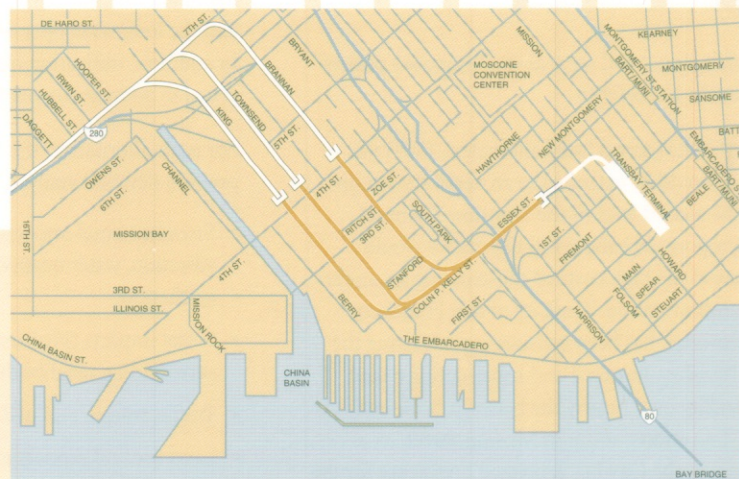 DE HARO ST.
7TH ST.
BRYANT
BRANNAN
MISSION
MONTGOMERY ST. STATION
BART/MUNI
KEARNEY
MONTGOMERY
SANSOME
MOSCONE
CONVENTION
CENTER
HOOPER ST.
IRWIN ST.
HUBBELL ST.
DAGGETT
280
TOWNSEND
KING
5TH ST.
4TH ST.
ZOE ST.
RITCH ST.
3RD ST.
SOUTH PARK
HAWTHORNE
NEW MONTGOMERY
TRANSBAY TERMINAL
EMBARCADERO S
BART/MUNI
BATT
BEALE
OWENS ST.
6TH ST.
CHANNEL
16TH ST.
MISSION BAY
4TH ST.
ESSEX ST.
1ST ST.
FREMONT
HOWARD
MAIN
SPEAR
STEUART
FOLSOM
HARRISON
STANFORD
COLIN P. KELLY ST.
FIRST ST
BERRY
3RD ST.
ILLINOIS ST.
MISSION ROCK
THE EMBARCADERO
CHINA BASIN ST.
CHINA
BASIN
80
BAY BRIDGE